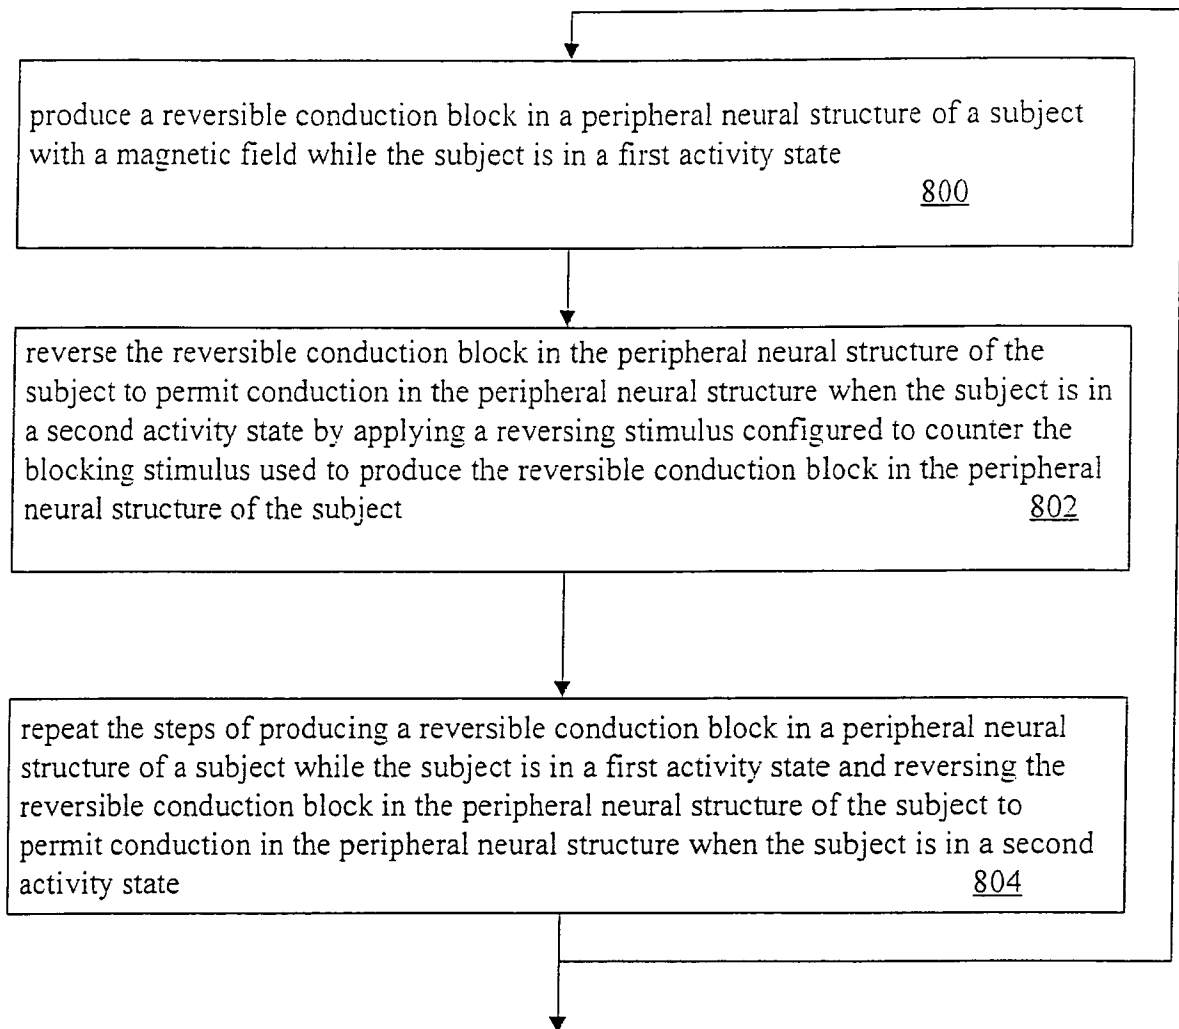 produce a reversible conduction block in a peripheral neural structure of a subject
with a magnetic field while the subject is in a first activity state
800
reverse the reversible conduction block in the peripheral neural structure of the
subject to permit conduction in the peripheral neural structure when the subject is in
a second activity state by applying a reversing stimulus configured to counter the
blocking stimulus used to produce the reversible conduction block in the peripheral
neural structure of the subject 802
repeat the steps of producing a reversible conduction block in a peripheral neural
structure of a subject while the subject is in a first activity state and reversing the
reversible conduction block in the peripheral neural structure of the subject to
permit conduction in the peripheral neural structure when the subject is in a second
activity state 804